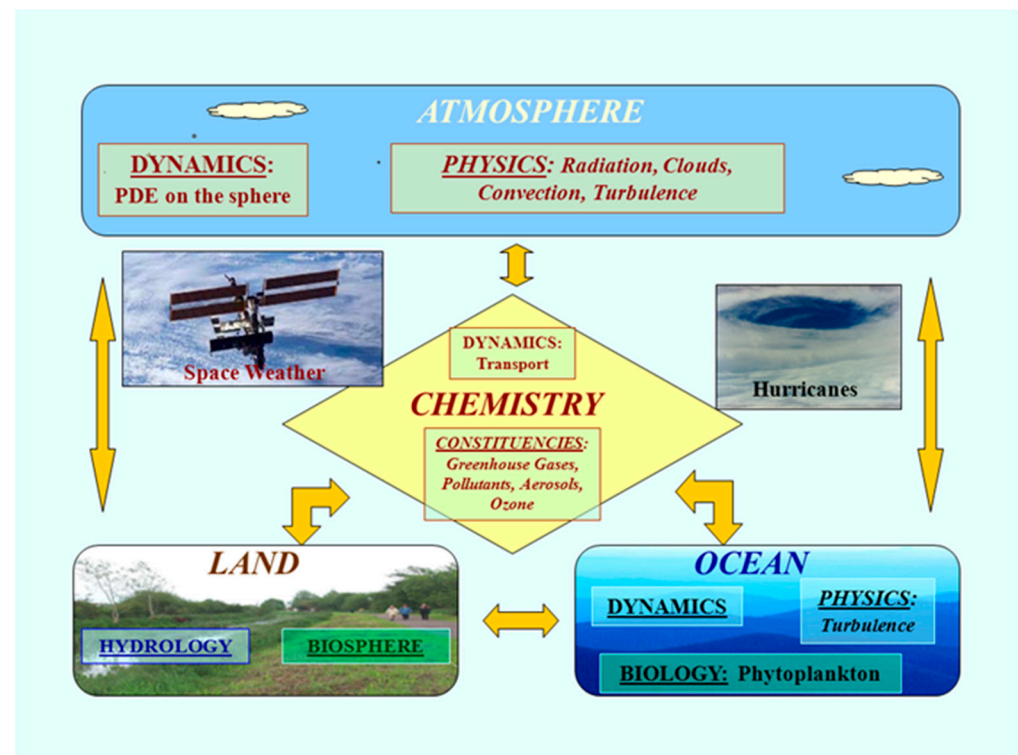 ATMOSPHERE
DYNAMICS:
PDE on the sphere
PHYSICS: Radiation, Clouds,
Convection, Turbulence
Space Weather
DYNAMICS:
Transport
Hurricanes
CHEMISTRY
CONSTITUENCIES:
Greenhouse Gases,
Pollutants, Aerosols,
Ozone
LAND
HYDROLOGY
BIOSPHERE
OCEAN
DYNAMICS
PHYSICS:
Turbulence
BIOLOGY: Phytoplankton